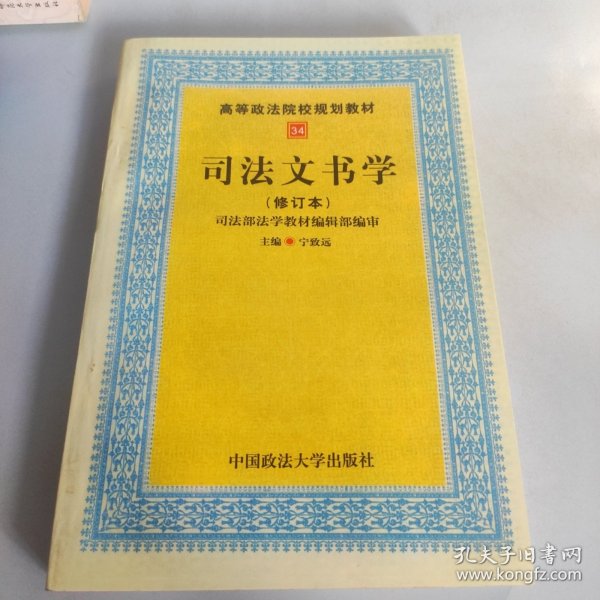 高等政法院校规划教材
34
司法文书学
(修订本)
司法部法学教材编辑部编审
主编 宁致远
中国政法大学出版社
孔夫子旧书网
www.kongfz.com